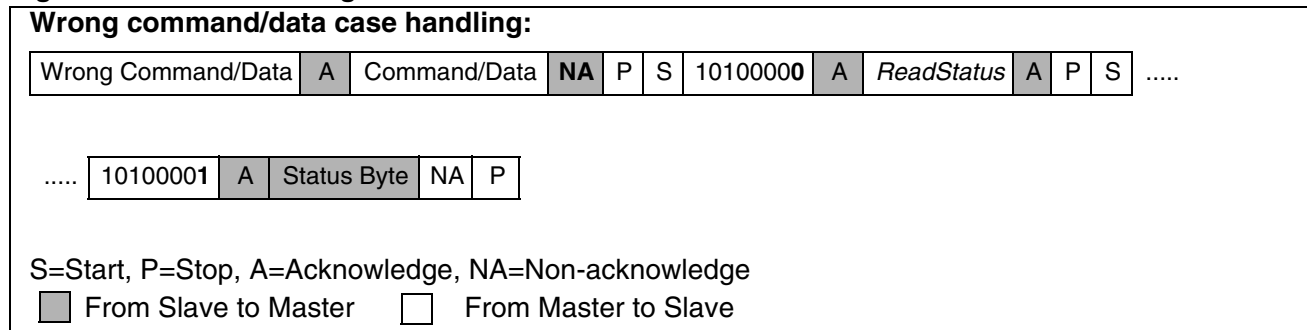 Wrong command/data case handling:
Wrong Command/Data A Command/Data NA P S 10100000 A ReadStatus A P S .....
..... 10100001 A Status Byte NA P
S=Start, P=Stop, A=Acknowledge, NA=Non-acknowledge
From Slave to Master From Master to Slave